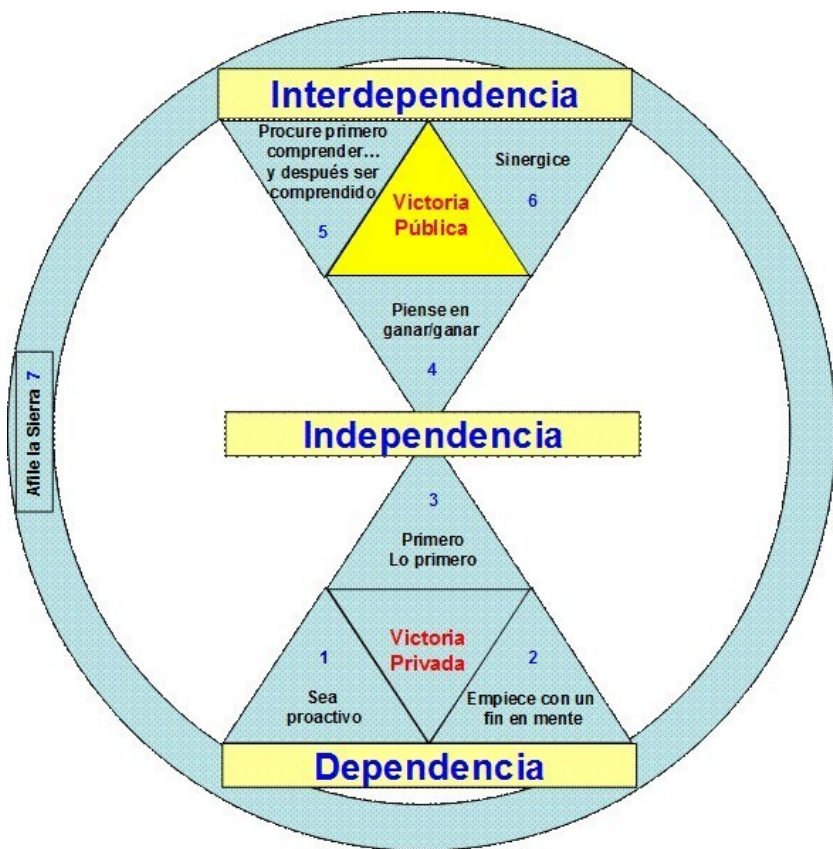 Interdependencia
Procure primero
comprender...
y después ser
comprendido
5
Victoria
Pública
Sinergice
6
Piense en
ganar/ganar
4
Afile la Sierra 7
Independencia
3
Primero
Lo primero
Victoria
Privada
1
Sea
proactivo
2
Empiece con un
fin en mente
Dependencia